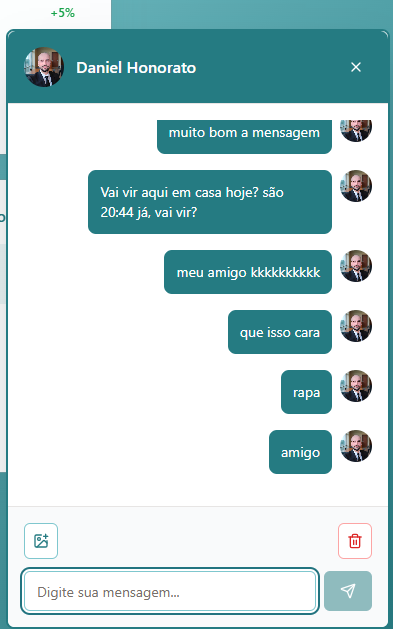 +5%
Daniel Honorato
muito bom a mensagem
Vai vir aqui em casa hoje? são
20:44 já, vai vir?
meu amigo kkkkkkkkkk
que isso cara
rapa
amigo
Digite sua mensagem...